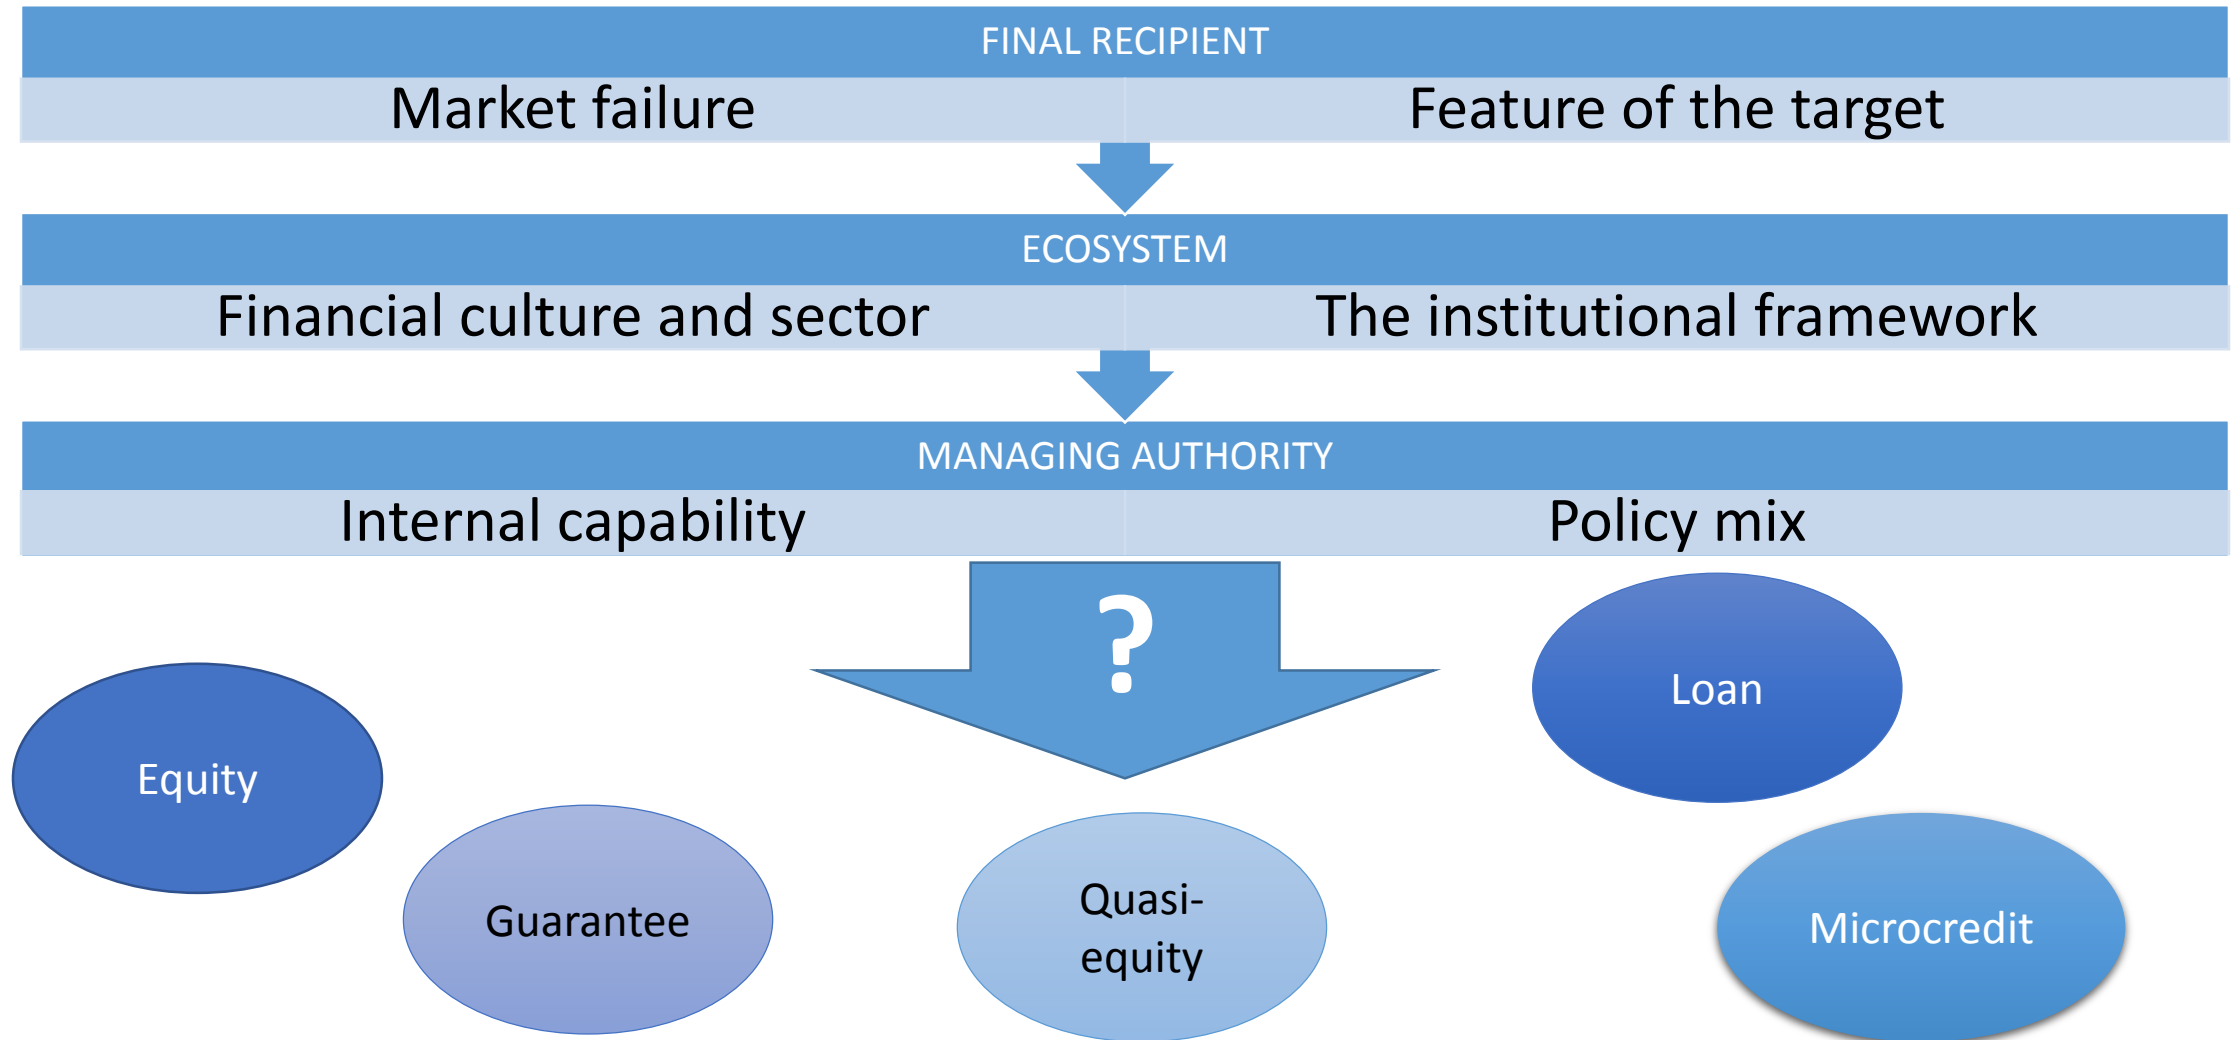 FINAL RECIPIENT
Market failure
Feature of the target
ECOSYSTEM
Financial culture and sector
The institutional framework
MANAGING AUTHORITY
Internal capability
Policy mix
?
Loan
Equity
Guarantee
Quasi-
equity
Microcredit